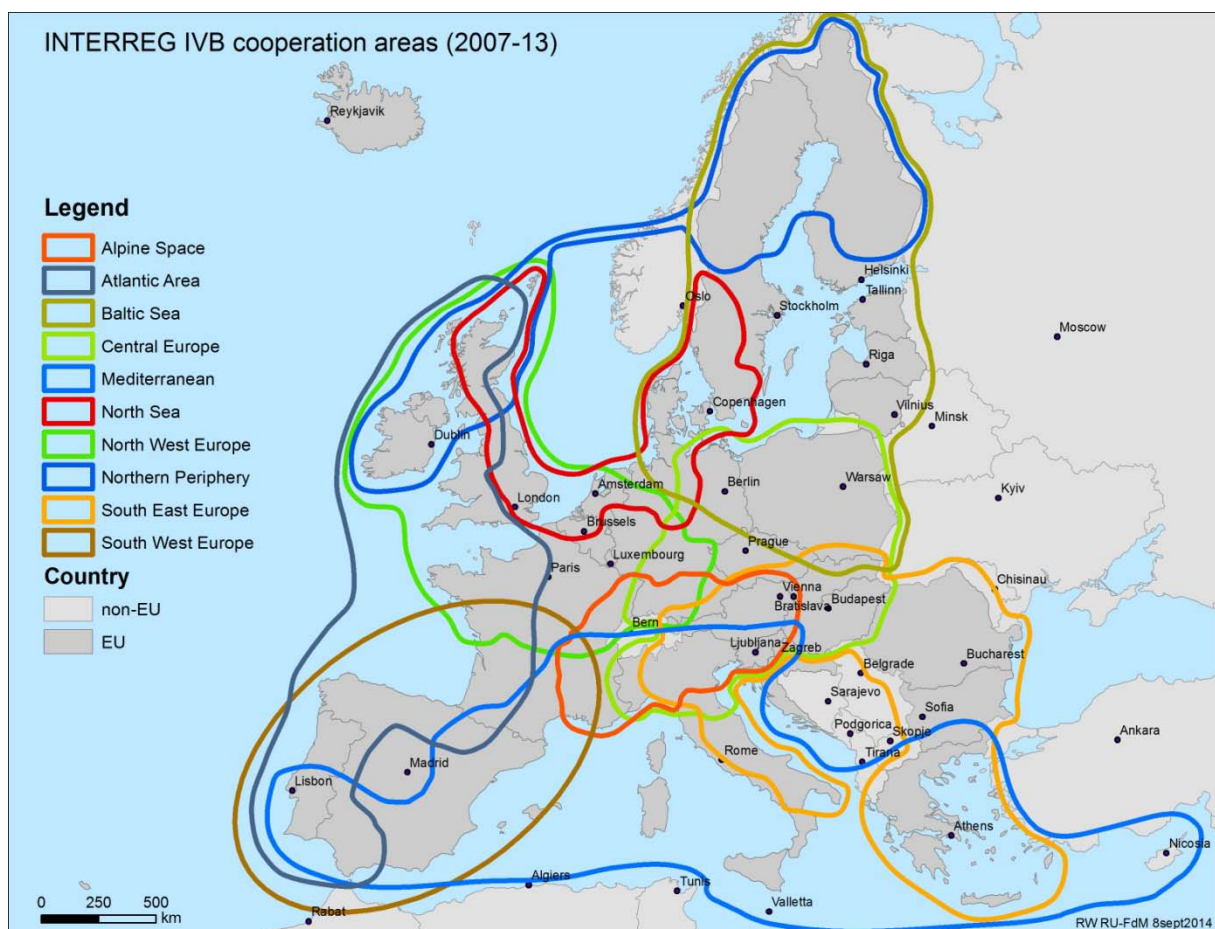 INTERREG IVB cooperation areas (2007-13)
Reykjavik
Legend
Alpine Space
Atlantic Area
Baltic Sea
Central Europe
Mediterranean
North Sea
North West Europe
Northern Periphery
South East Europe
South West Europe
Country
non-EU
EU
Helsinki
Tallinn
Oslo
Stockholm
Moscow
Riga
Copenhagen
Vilnius
Minsk
Dublin
Amsterdam
Berlin
Warsaw
Kyiv
London
Brussels
Prague
Luxembourg
Paris
Vienna
Bratislava
Budapest
Chisinau
Bern
Ljubljana
Zagreb
Belgrade
Bucharest
Sarajevo
Sofia
Podgorica
Skopje
Ankara
Tirana
Rome
Madrid
Lisbon
Athens
Nicosia
Algiers
Tunis
Valletta
Rabat
0 250 500
km
RW RU-FdM 8sept2014